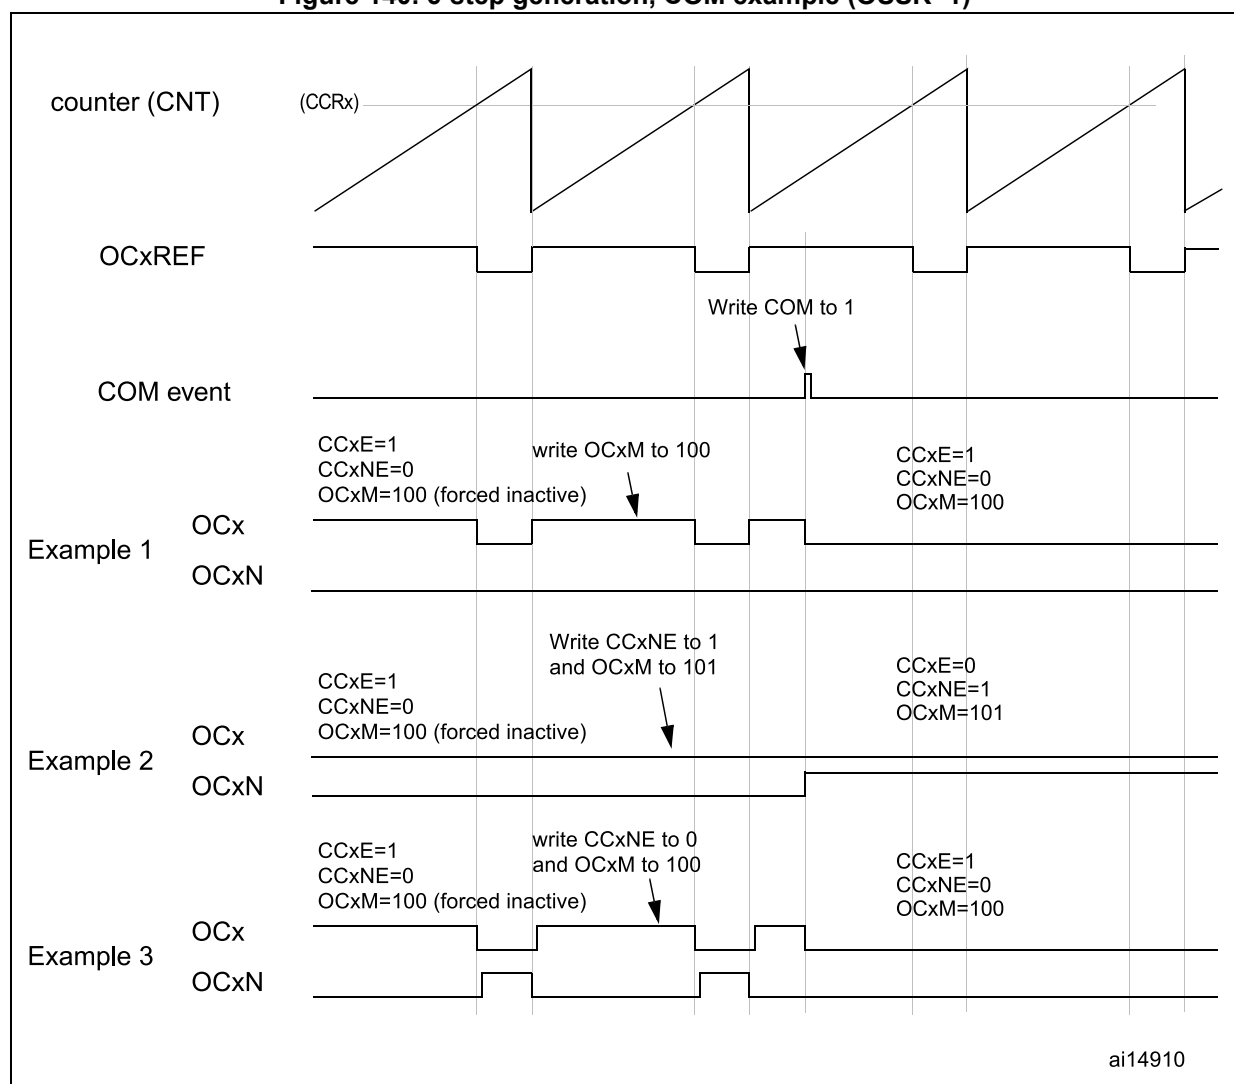 counter (CNT)
(CCRx)
OCxREF
Write COM to 1
COM event
CCxE=1
CCxNE=0
OCxM=100 (forced inactive)
write OCxM to 100
CCxE=1
CCxNE=0
OCxM=100
Example 1
OCx
OCxN
Write CCxNE to 1
and OCxM to 101
CCxE=1
CCxNE=0
OCxM=100 (forced inactive)
CCxE=0
CCxNE=1
OCxM=101
Example 2
OCx
OCxN
write CCxNE to 0
and OCxM to 100
CCxE=1
CCxNE=0
OCxM=100 (forced inactive)
CCxE=1
CCxNE=0
OCxM=100
Example 3
OCx
OCxN
ai14910